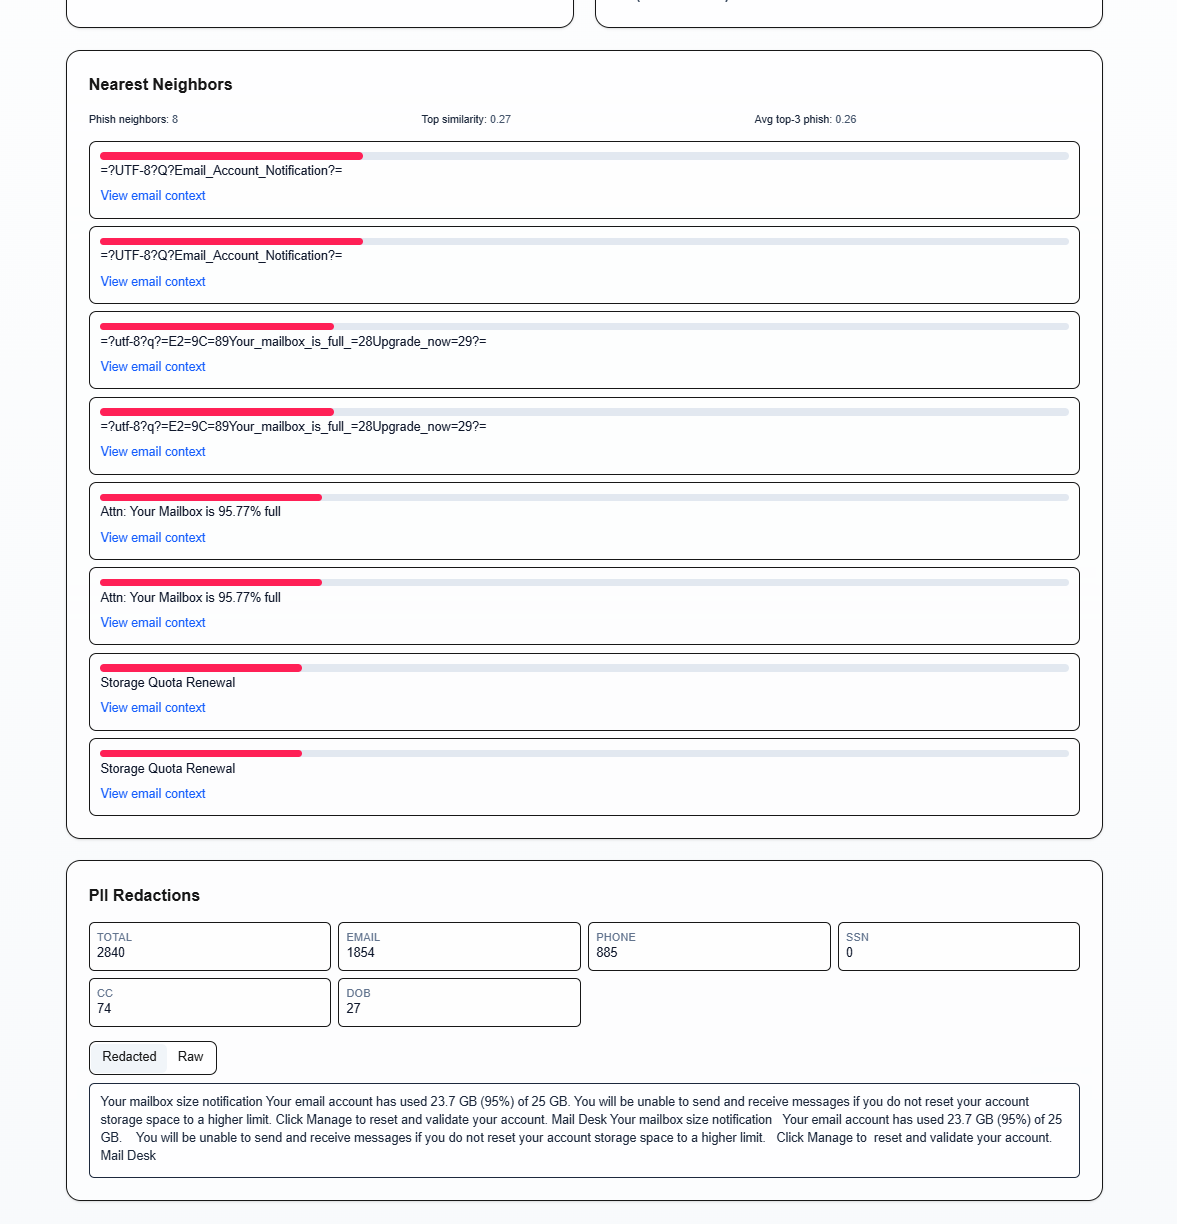 Nearest Neighbors
Phish neighbors: 8 Top similarity: 0.27 Avg top-3 phish: 0.26
=?UTF-8?Q?Email_Account_Notification?=
View email context
=?UTF-8?Q?Email_Account_Notification?=
View email context
=?utf-8?q?=E2=9C=89Your_mailbox_is_full_=28Upgrade_now=29?=
View email context
=?utf-8?q?=E2=9C=89Your_mailbox_is_full_=28Upgrade_now=29?=
View email context
Attn: Your Mailbox is 95.77% full
View email context
Attn: Your Mailbox is 95.77% full
View email context
Storage Quota Renewal
View email context
Storage Quota Renewal
View email context
PII Redactions
TOTAL EMAIL PHONE SSN
2840 1854 885 0
CC DOB
74 27
Redacted Raw
Your mailbox size notification Your email account has used 23.7 GB (95%) of 25 GB. You will be unable to send and receive messages if you do not reset your account
storage space to a higher limit. Click Manage to reset and validate your account. Mail Desk Your mailbox size notification Your email account has used 23.7 GB (95%) of 25
GB. You will be unable to send and receive messages if you do not reset your account storage space to a higher limit. Click Manage to reset and validate your account.
Mail Desk